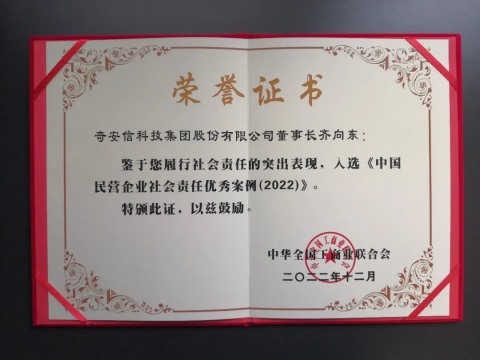 荣誉证书
奇安信科技集团股份有限公司董事长齐向东：
鉴于您履行社会责任的突出表现，入选《中国
民营企业社会责任优秀案例(2022)》。
特颁此证，以兹鼓励。
中华全国工商业联合会
二〇二二年十二月